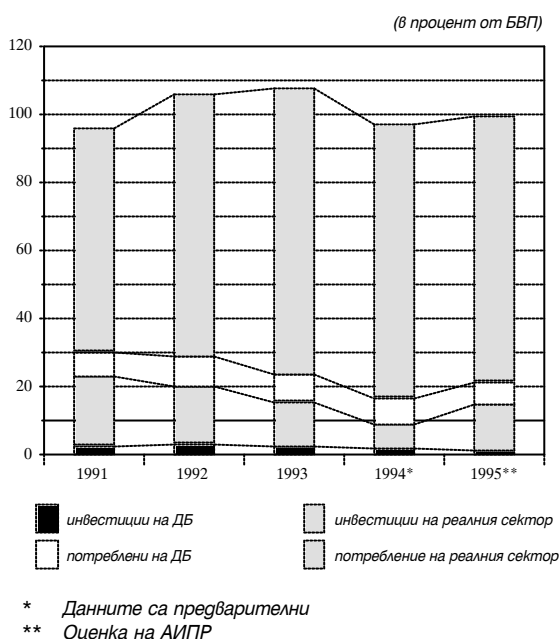 (в процент от БВП)
120
100
80
60
40
20
0
1991 1992 1993 1994* 1995**
инвестиции на ДБ инвестиции на реалния сектор
потреблени на ДБ потребление на реалния сектор
* Данните са предварителни
** Оценка на АИПР